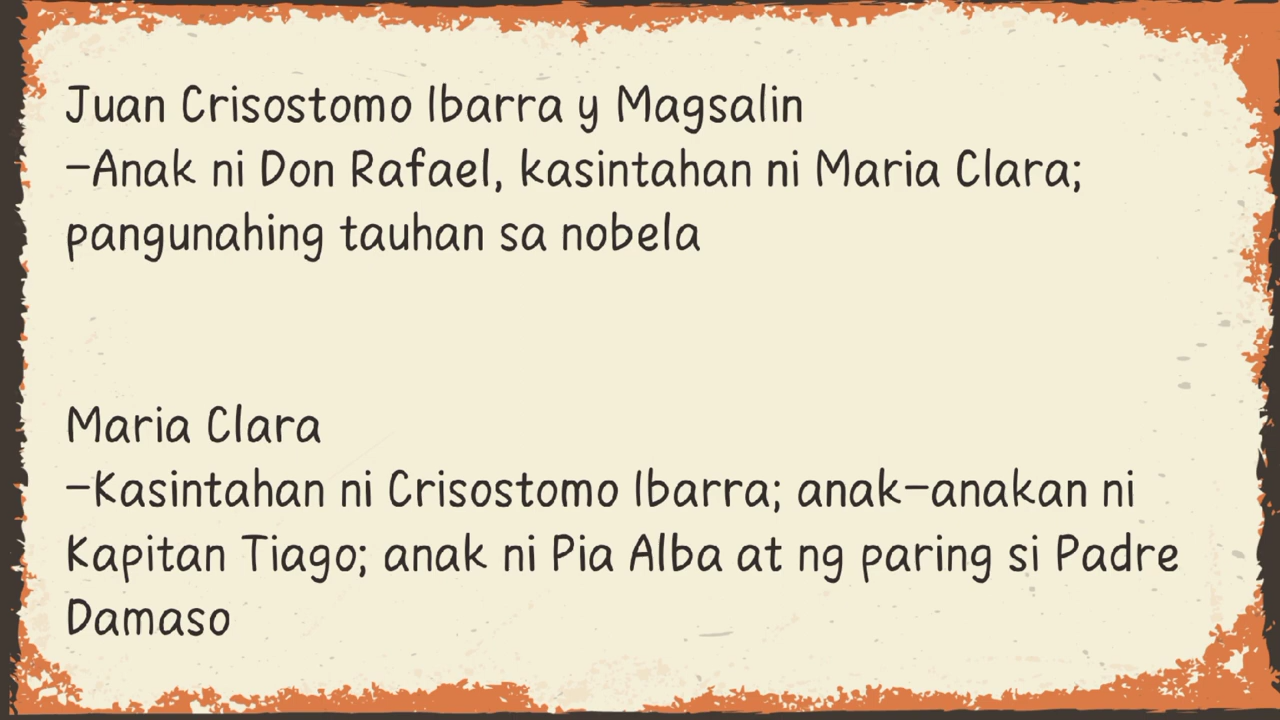 Juan Crisostomo Ibarra y Magsalin
-Anak ni Don Rafael, kasintahan ni Maria Clara;
pangunahing tauhan sa nobela
Maria Clara
-Kasintahan ni Crisostomo Ibarra; anak-anakan ni
Kapitan Tiago; anak ni Pia Alba at ng paring si Padre
Damaso